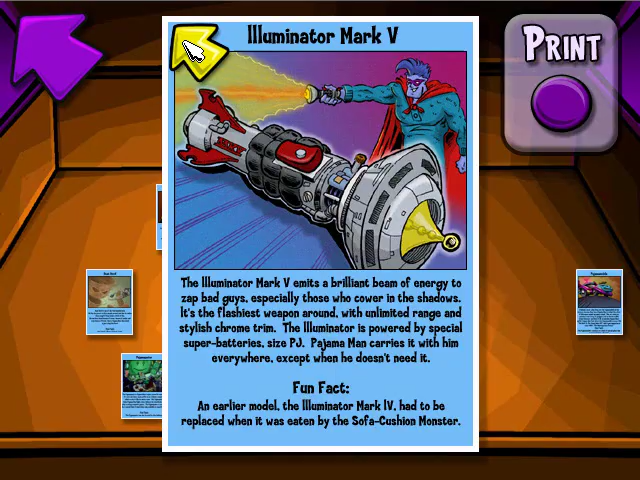 Illuminator Mark V
PRINT
The Illuminator Mark V emits a brilliant beam of energy to
zap bad guys, especially those who cower in the shadows.
It's the flashiest weapon around, with unlimited range and
stylish chrome trim. The Illuminator is powered by special
super-batteries, size PJ. Pajama Man carries it with him
everywhere, except when he doesn't need it.
Fun Fact:
An earlier model, the Illuminator Mark IV, had to be
replaced when it was eaten by the Sofa-Cushion Monster.